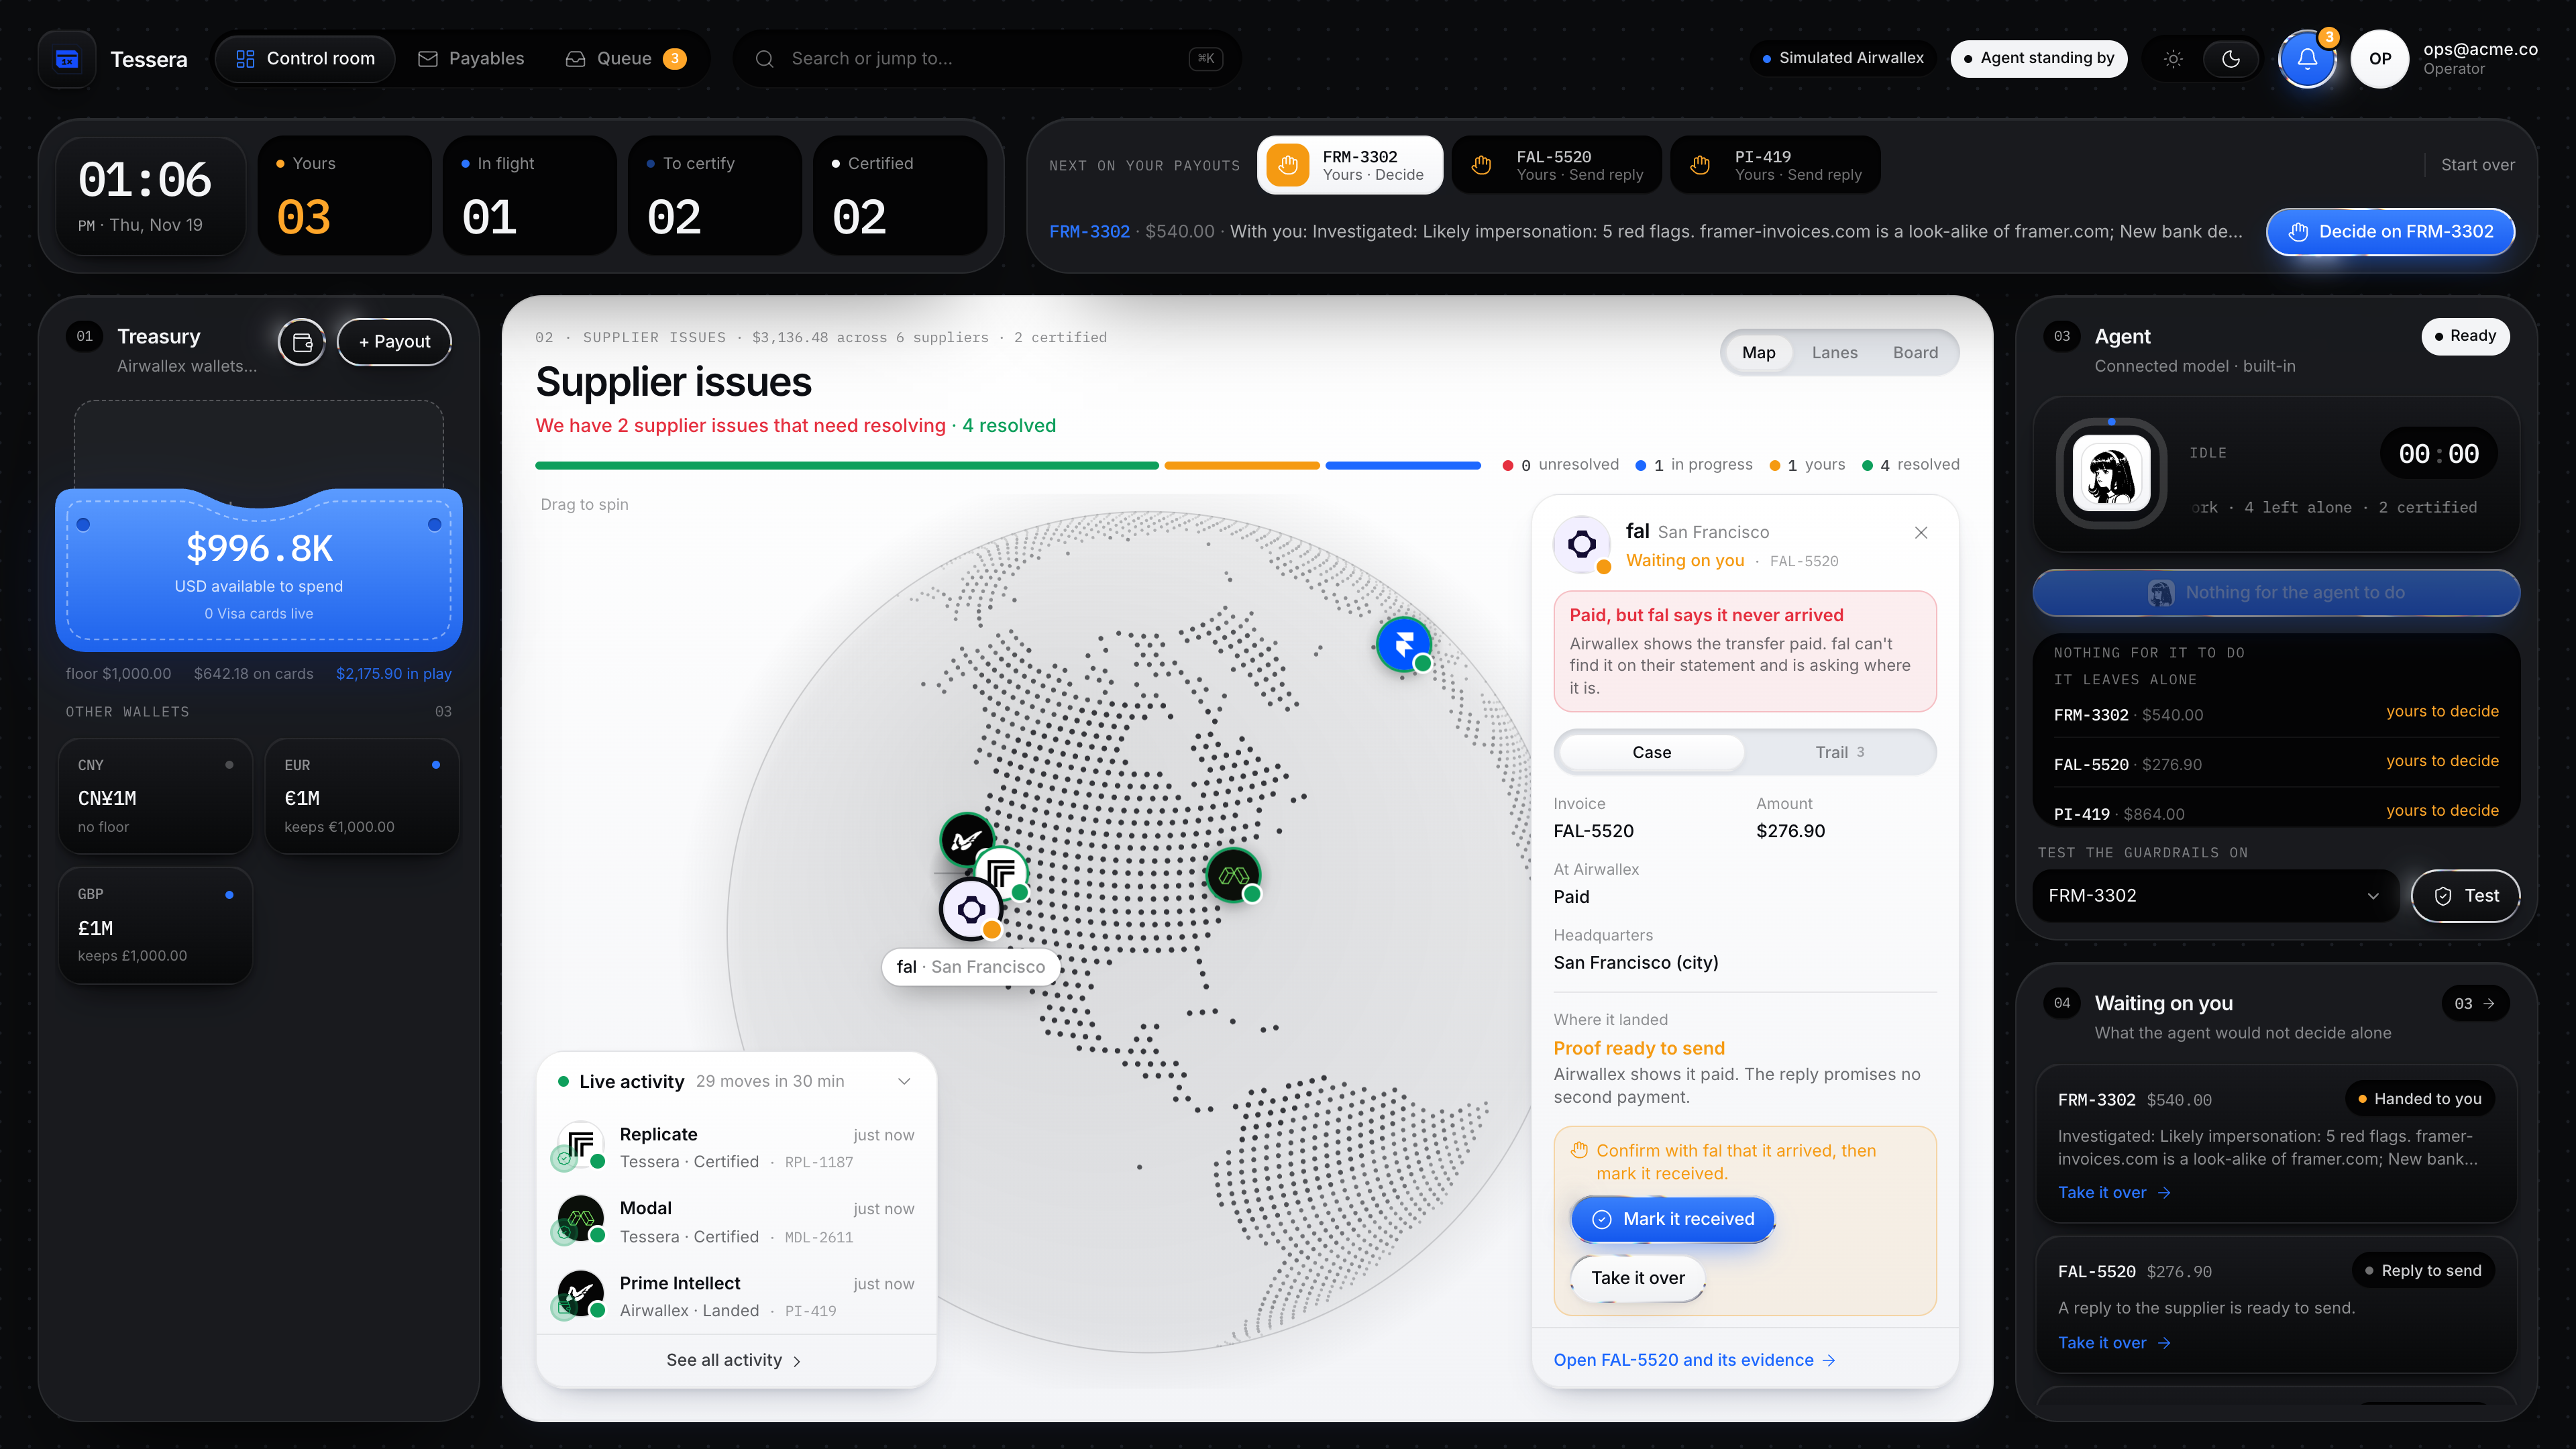 Tessera
Control room
Payables
Queue 3
Search or jump to...
⌘K
Simulated Airwallex
Agent standing by
3
OP
ops@acme.co
Operator
01:06
PM · Thu, Nov 19
Yours
03
In flight
01
To certify
02
Certified
02
NEXT ON YOUR PAYOUTS
FRM-3302
Yours · Decide
FAL-5520
Yours · Send reply
PI-419
Yours · Send reply
Start over
FRM-3302 · $540.00 · With you: Investigated: Likely impersonation: 5 red flags. framer-invoices.com is a look-alike of framer.com; New bank de...
Decide on FRM-3302
01
Treasury
Airwallex wallets...
+ Payout
$996.8K
USD available to spend
0 Visa cards live
floor $1,000.00
$642.18 on cards
$2,175.90 in play
OTHER WALLETS
03
CNY
CN¥1M
no floor
EUR
€1M
keeps €1,000.00
GBP
£1M
keeps £1,000.00
02 · SUPPLIER ISSUES · $3,136.48 across 6 suppliers · 2 certified
Supplier issues
We have 2 supplier issues that need resolving · 4 resolved
Map
Lanes
Board
0 unresolved
1 in progress
1 yours
4 resolved
Drag to spin
fal · San Francisco
Live activity 29 moves in 30 min
Replicate
just now
Tessera · Certified · RPL-1187
Modal
just now
Tessera · Certified · MDL-2611
Prime Intellect
just now
Airwallex · Landed · PI-419
See all activity
fal San Francisco
Waiting on you · FAL-5520
Paid, but fal says it never arrived
Airwallex shows the transfer paid. fal can't
find it on their statement and is asking where
it is.
Case
Trail 3
Invoice
FAL-5520
Amount
$276.90
At Airwallex
Paid
Headquarters
San Francisco (city)
Where it landed
Proof ready to send
Airwallex shows it paid. The reply promises no
second payment.
Confirm with fal that it arrived, then
mark it received.
Mark it received
Take it over
Open FAL-5520 and its evidence →
03
Agent
Connected model · built-in
Ready
IDLE
00:00
ork · 4 left alone · 2 certified
Nothing for the agent to do
NOTHING FOR IT TO DO
IT LEAVES ALONE
FRM-3302 · $540.00
yours to decide
FAL-5520 · $276.90
yours to decide
PI-419 · $864.00
yours to decide
TEST THE GUARDRAILS ON
FRM-3302
Test
04
Waiting on you
What the agent would not decide alone
03 →
FRM-3302 $540.00
Handed to you
Investigated: Likely impersonation: 5 red flags. framer-
invoices.com is a look-alike of framer.com; New bank...
Take it over →
FAL-5520 $276.90
Reply to send
A reply to the supplier is ready to send.
Take it over →